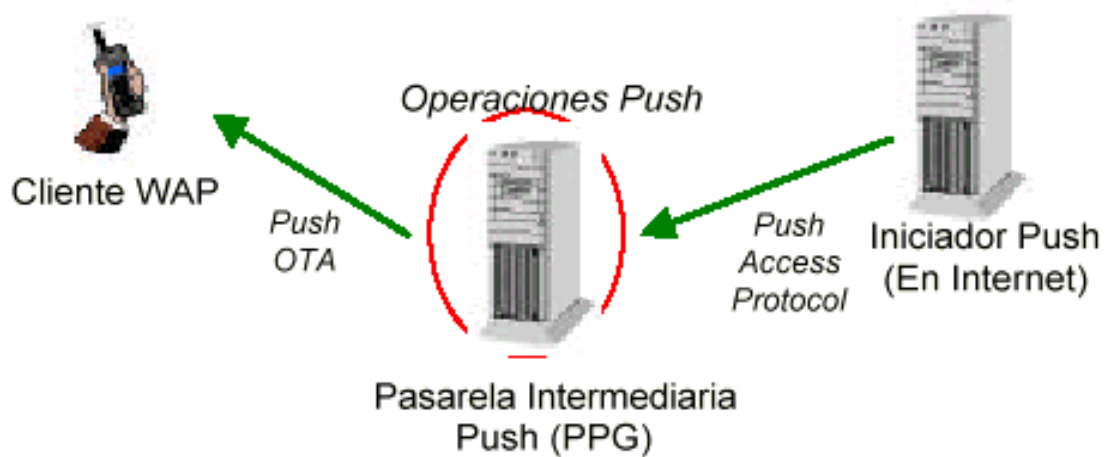 Operaciones Push
Cliente WAP
Push
OTA
Push
Access
Protocol
Iniciador Push
(En Internet)
Pasarela Intermediaria
Push (PPG)